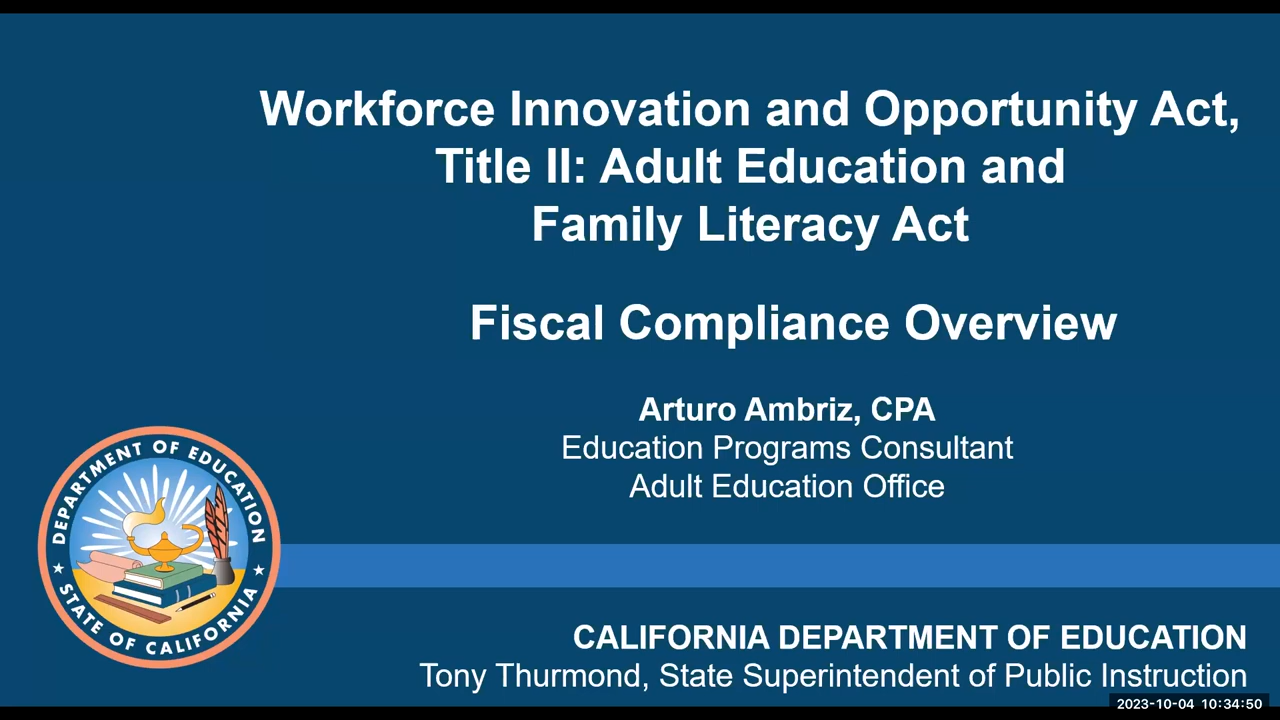 Workforce Innovation and Opportunity Act,
Title II: Adult Education and
Family Literacy Act
Fiscal Compliance Overview
Arturo Ambriz, CPA
Education Programs Consultant
Adult Education Office
DEPARTMENT OF EDUCATION
STATE OF CALIFORNIA
CALIFORNIA DEPARTMENT OF EDUCATION
Tony Thurmond, State Superintendent of Public Instruction
2023-10-04 10:34:50